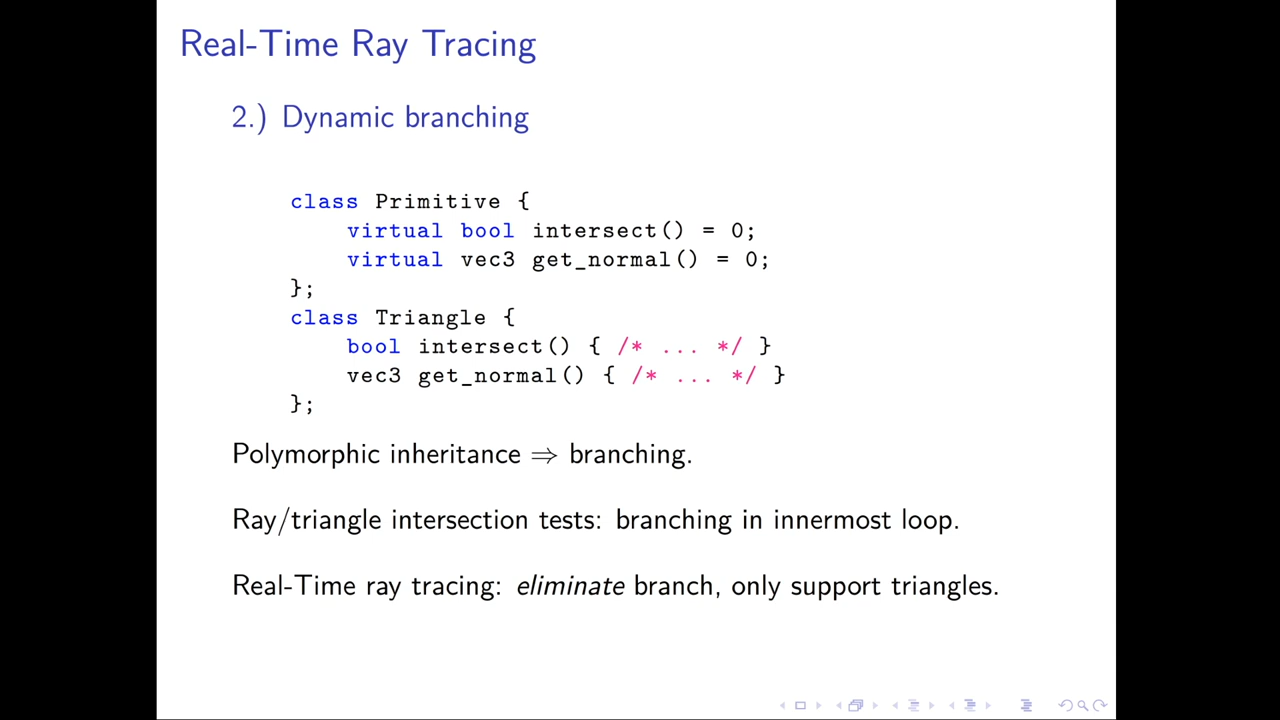 Real-Time Ray Tracing
2.) Dynamic branching
class Primitive {
virtual bool intersect() = 0;
virtual vec3 get_normal() = 0;
};
class Triangle {
bool intersect() { /* ... */ }
vec3 get_normal() { /* ... */ }
};
Polymorphic inheritance ⇒ branching.
Ray/triangle intersection tests: branching in innermost loop.
Real-Time ray tracing: eliminate branch, only support triangles.